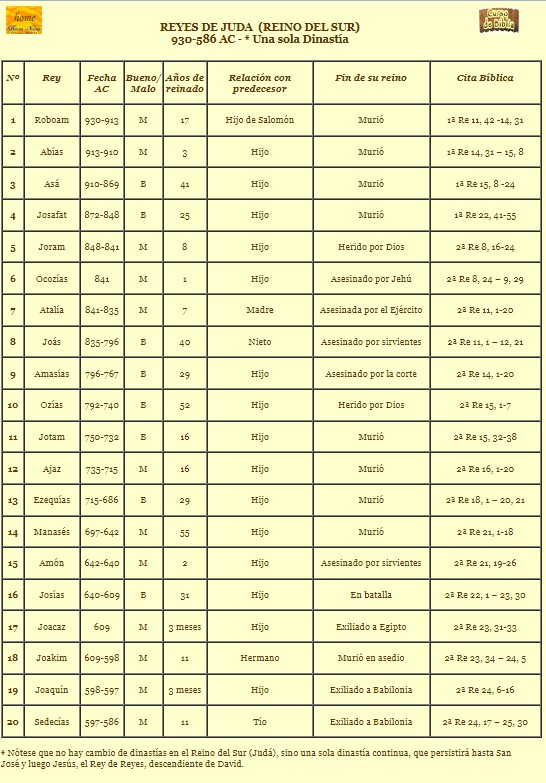 home
REYES DE JUDA (REINO DEL SUR)
930-586 AC - * Una sola Dinastía
Nº Rey Fecha AC Bueno/Malo Años de reinado Relación con predecesor Fin de su reino Cita Bíblica
1 Roboam 930-913 M 17 Hijo de Salomón Murió 1ª Re 11, 42 -14, 31
2 Abías 913-910 M 3 Hijo Murió 1ª Re 14, 31 – 15, 8
3 Asá 910-869 B 41 Hijo Murió 1ª Re 15, 8 -24
4 Josafat 872-848 B 25 Hijo Murió 1ª Re 22, 41-55
5 Joram 848-841 M 8 Hijo Herido por Dios 2ª Re 8, 16-24
6 Ocozías 841 M 1 Hijo Asesinado por Jehú 2ª Re 8, 24 – 9, 29
7 Atalía 841-835 M 7 Madre Asesinada por el Ejército 2ª Re 11, 1-20
8 Joás 835-796 B 40 Nieto Asesinado por sirvientes 2ª Re 11, 1 – 12, 21
9 Amasías 796-767 B 29 Hijo Asesinado por la corte 2ª Re 14, 1-20
10 Ozías 792-740 B 52 Hijo Herido por Dios 2ª Re 15, 1-7
11 Jotam 750-732 B 16 Hijo Murió 2ª Re 15, 32-38
12 Ajaz 735-715 M 16 Hijo Murió 2ª Re 16, 1-20
13 Ezequías 715-686 B 29 Hijo Murió 2ª Re 18, 1 – 20, 21
14 Manasés 697-642 M 55 Hijo Murió 2ª Re 21, 1-18
15 Amón 642-640 M 2 Hijo Asesinado por sirvientes 2ª Re 21, 19-26
16 Josías 640-609 B 31 Hijo En batalla 2ª Re 22, 1 – 23, 30
17 Joacaz 609 M 3 meses Hijo Exiliado a Egipto 2ª Re 23, 31-33
18 Joakim 609-598 M 11 Hermano Murió en asedio 2ª Re 23, 34 – 24, 5
19 Joaquín 598-597 M 3 meses Hijo Exiliado a Babilonia 2ª Re 24, 6-16
20 Sedecías 597-586 M 11 Tío Exiliado a Babilonia 2ª Re 24, 17 – 25, 30
† Nótese que no hay cambio de dinastías en el Reino del Sur (Judá), sino una sola dinastía continua, que persistirá hasta San
José y luego Jesús, el Rey de Reyes, descendiente de David.